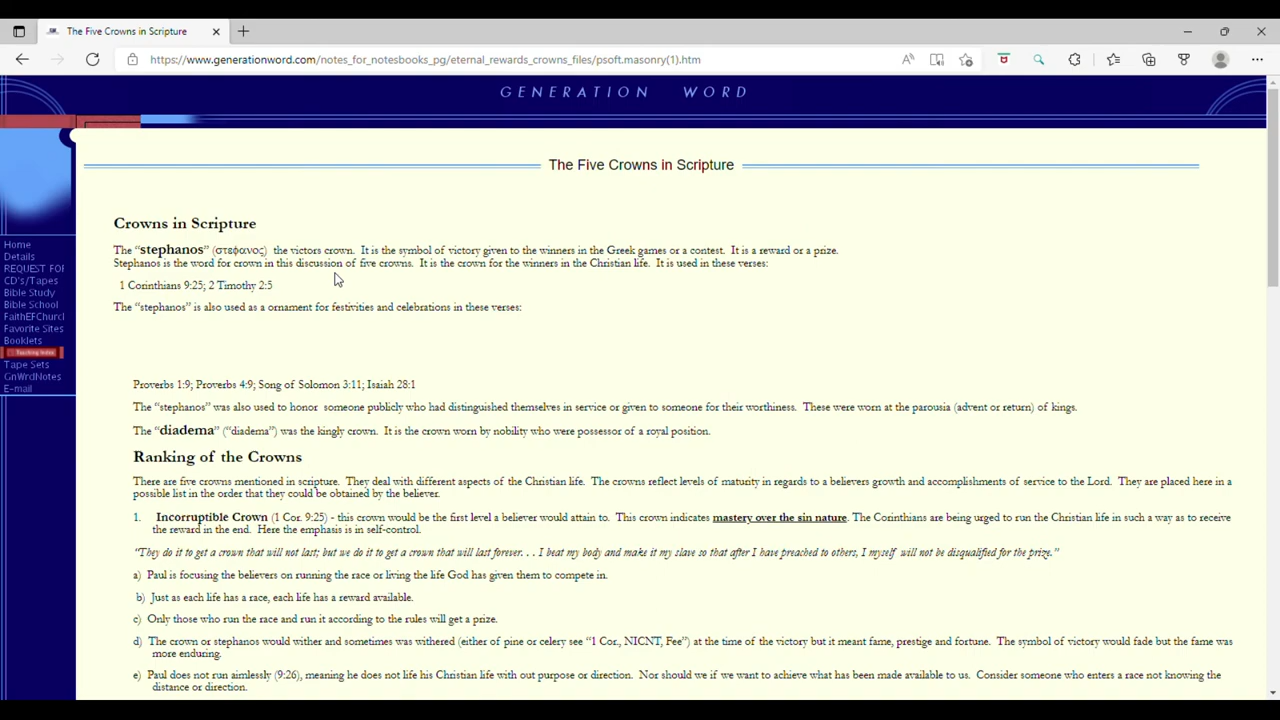 The Five Crowns in Scripture
https://www.generationword.com/notes_for_notesbooks_pg/eternal_rewards_crowns_files/psoft.masonry(1).htm
GENERATION WORD
The Five Crowns in Scripture
Home
Details
REQUEST FOR
CD's/Tapes
Bible Study
Bible School
FaithEFChurcl
Favorite Sites
Booklets
Teaching Index
Tape Sets
GnWrdNotes
E-mail
Crowns in Scripture
The “stephanos” (στεφανος) the victors crown. It is the symbol of victory given to the winners in the Greek games or a contest. It is a reward or a prize.
Stephanos is the word for crown in this discussion of five crowns. It is the crown for the winners in the Christian life. It is used in these verses:
1 Corinthians 9:25; 2 Timothy 2:5
The “stephanos” is also used as a ornament for festivities and celebrations in these verses:
Proverbs 1:9; Proverbs 4:9; Song of Solomon 3:11; Isaiah 28:1
The “stephanos” was also used to honor someone publicly who had distinguished themselves in service or given to someone for their worthiness. These were worn at the parousia (advent or return) of kings.
The “diadema” (“diadema”) was the kingly crown. It is the crown worn by nobility who were possessor of a royal position.
Ranking of the Crowns
There are five crowns mentioned in scripture. They deal with different aspects of the Christian life. The crowns reflect levels of maturity in regards to a believers growth and accomplishments of service to the Lord. They are placed here in a
possible list in the order that they could be obtained by the believer.
1. Incorruptible Crown (1 Cor. 9:25) - this crown would be the first level a believer would attain to. This crown indicates mastery over the sin nature. The Corinthians are being urged to run the Christian life in such a way as to receive
the reward in the end. Here the emphasis is in self-control.
“They do it to get a crown that will not last; but we do it to get a crown that will last forever. . . I beat my body and make it my slave so that after I have preached to others, I myself will not be disqualified for the prize.”
a) Paul is focusing the believers on running the race or living the life God has given them to compete in.
b) Just as each life has a race, each life has a reward available.
c) Only those who run the race and run it according to the rules will get a prize.
d) The crown or stephanos would wither and sometimes was withered (either of pine or celery see “1 Cor., NICNT, Fee”) at the time of the victory but it meant fame, prestige and fortune. The symbol of victory would fade but the fame was
more enduring.
e) Paul does not run aimlessly (9:26), meaning he does not life his Christian life with out purpose or direction. Nor should we if we want to achieve what has been made available to us. Consider someone who enters a race not knowing the
distance or direction.